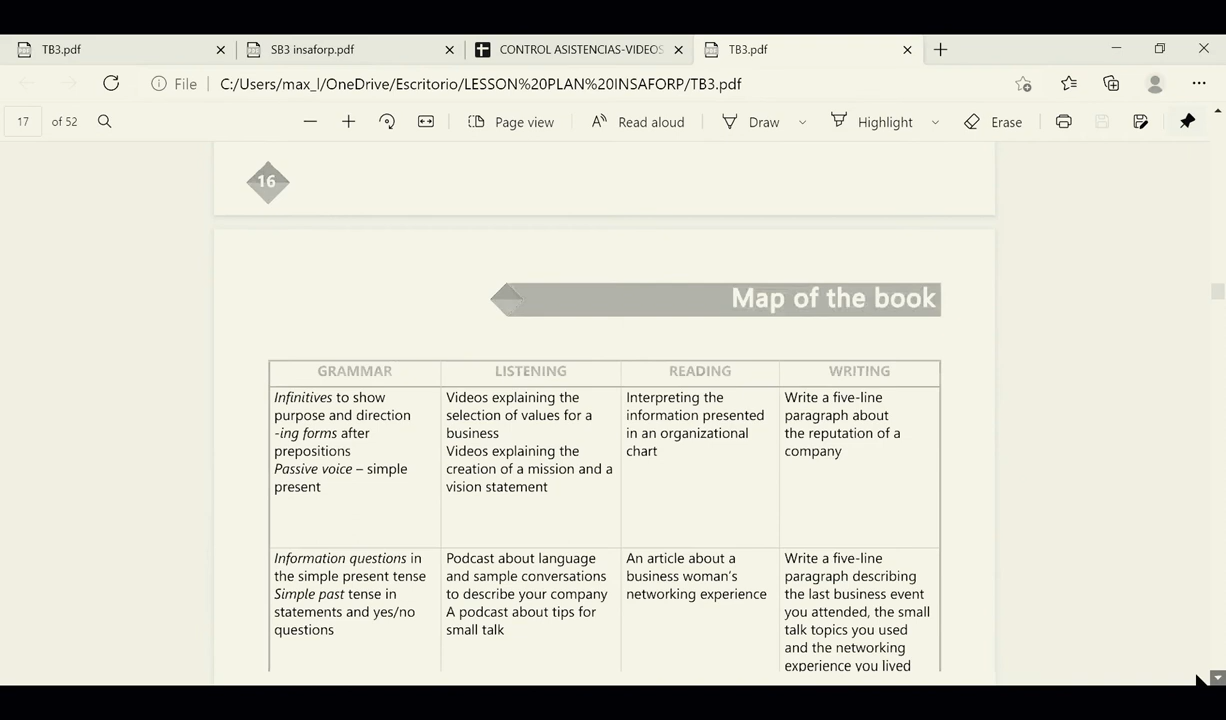 TB3.pdf
SB3 insaforp.pdf
CONTROL ASISTENCIAS-VIDEOS
TB3.pdf
File
C:/Users/max_l/OneDrive/Escritorio/LESSON%20PLAN%20INSAFORP/TB3.pdf
17 of 52
Page view
Read aloud
Draw
Highlight
Erase
16
Map of the book
GRAMMAR
LISTENING
READING
WRITING
Infinitives to show
purpose and direction
-ing forms after
prepositions
Passive voice – simple
present
Videos explaining the
selection of values for a
business
Videos explaining the
creation of a mission and a
vision statement
Interpreting the
information presented
in an organizational
chart
Write a five-line
paragraph about
the reputation of a
company
Information questions in
the simple present tense
Simple past tense in
statements and yes/no
questions
Podcast about language
and sample conversations
to describe your company
A podcast about tips for
small talk
An article about a
business woman's
networking experience
Write a five-line
paragraph describing
the last business event
you attended, the small
talk topics you used
and the networking
experience you lived